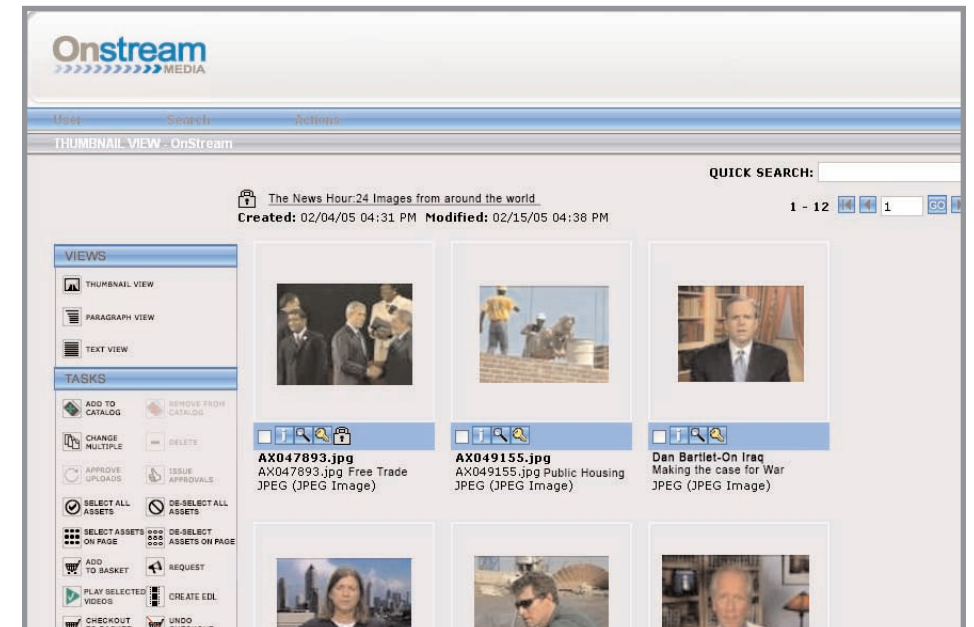 Onstream
MEDIA
User Search Actions
THUMBNAIL VIEW - OnStream
QUICK SEARCH:
The News Hour:24 Images from around the world
Created: 02/04/05 04:31 PM Modified: 02/15/05 04:38 PM
1 - 12 1 GO
VIEWS
THUMBNAIL VIEW
PARAGRAPH VIEW
TEXT VIEW
TASKS
ADD TO CATALOG
REMOVE FROM CATALOG
CHANGE MULTIPLE
DELETE
APPROVE UPLOADS
ISSUE APPROVALS
SELECT ALL ASSETS
DE-SELECT ALL ASSETS
SELECT ASSETS ON PAGE
DE-SELECT ASSETS ON PAGE
ADD TO BASKET
REQUEST
PLAY SELECTED VIDEOS
CREATE EDL
CHECKOUT
UNDO
AX047893.jpg
AX047893.jpg Free Trade
JPEG (JPEG Image)
AX049155.jpg
AX049155.jpg Public Housing
JPEG (JPEG Image)
Dan Bartlet-On Iraq
Making the case for War
JPEG (JPEG Image)